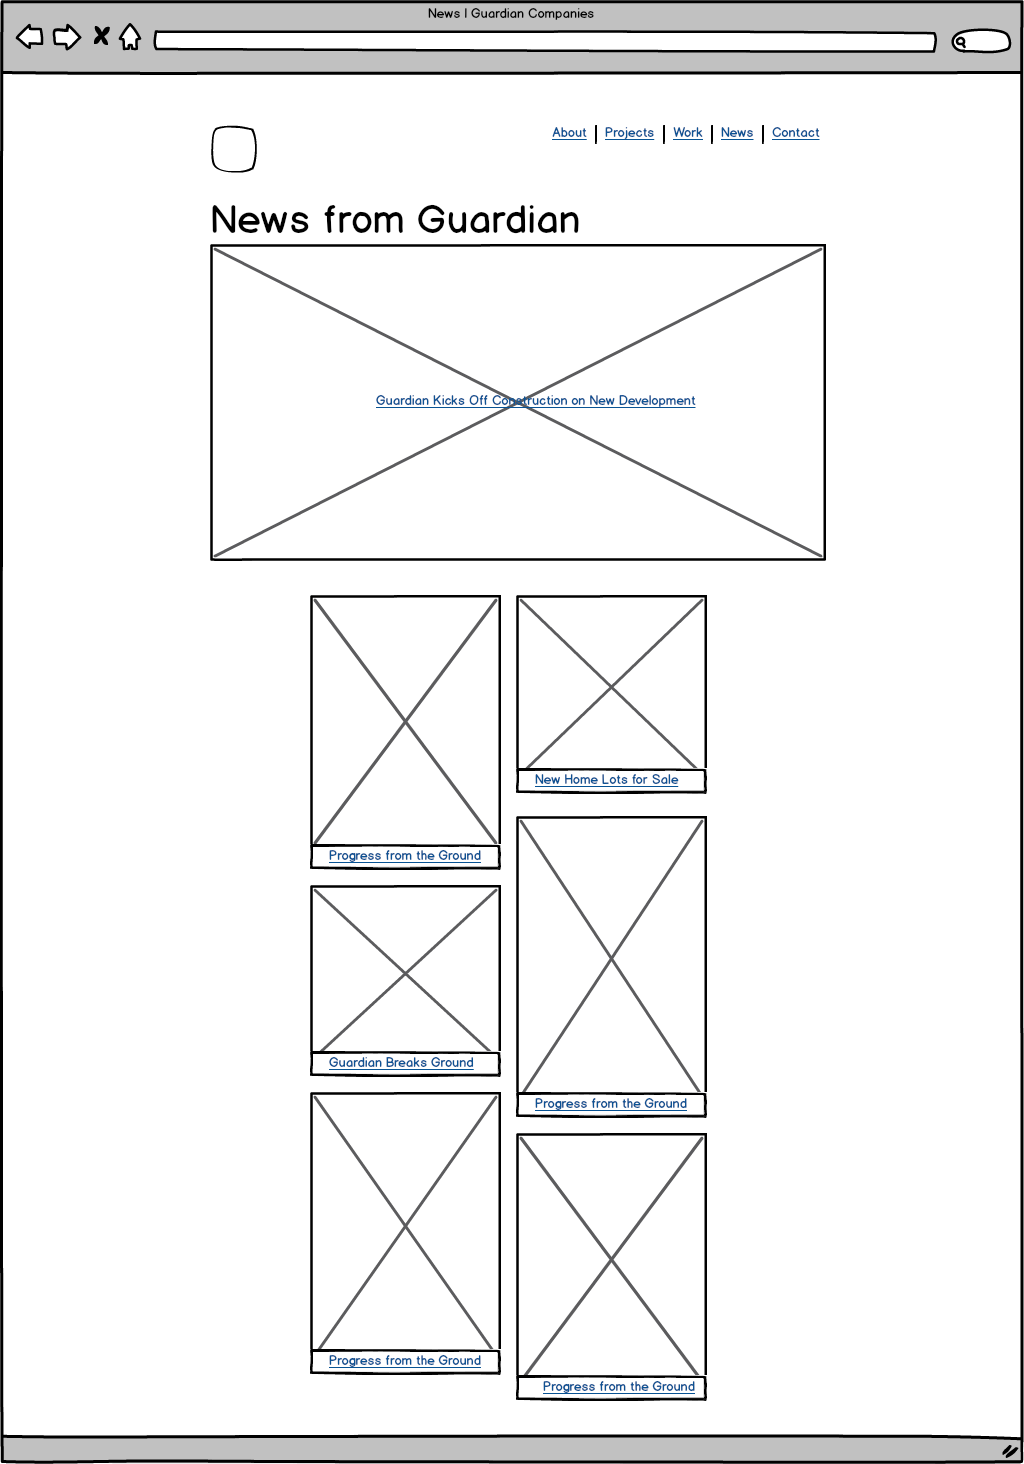 News | Guardian Companies
About | Projects | Work | News | Contact
News from Guardian
Guardian Kicks Off Construction on New Development
New Home Lots for Sale
Progress from the Ground
Guardian Breaks Ground
Progress from the Ground
Progress from the Ground
Progress from the Ground